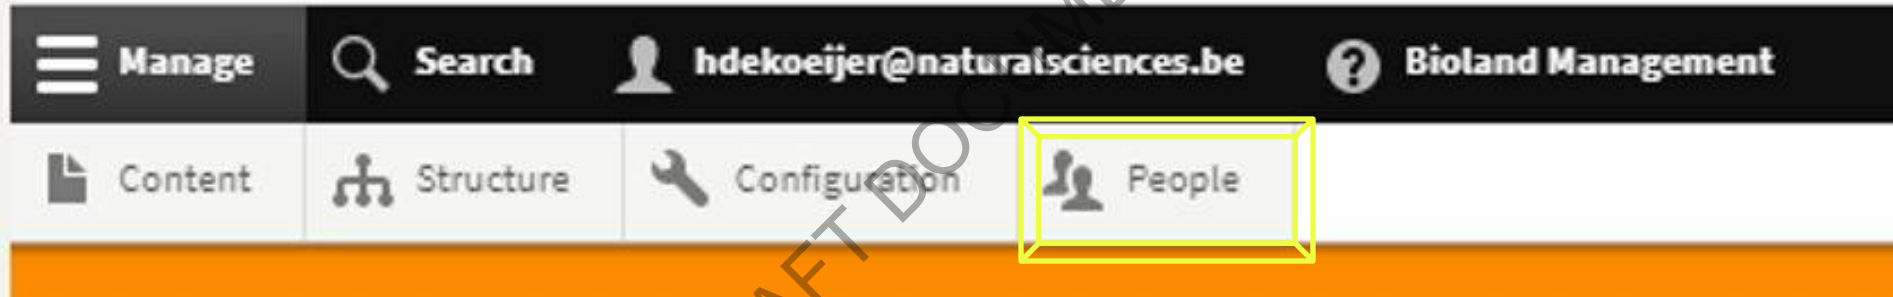 Manage Search hdekoeijer@naturalsciences.be Bioland Management
Content Structure Configuration People